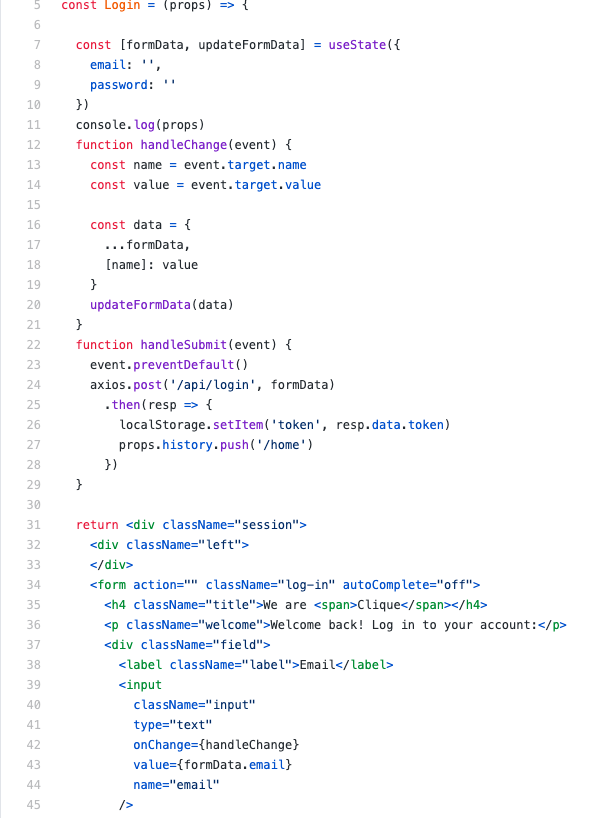 5 const Login = (props) => {
6
7 const [formData, updateFormData] = useState({
8 email: '',
9 password: ''
10 })
11 console.log(props)
12 function handleChange(event) {
13 const name = event.target.name
14 const value = event.target.value
15
16 const data = {
17 ...formData,
18 [name]: value
19 }
20 updateFormData(data)
21 }
22 function handleSubmit(event) {
23 event.preventDefault()
24 axios.post('/api/login', formData)
25 .then(resp => {
26 localStorage.setItem('token', resp.data.token)
27 props.history.push('/home')
28 })
29 }
30
31 return <div className="session">
32 <div className="left">
33 </div>
34 <form action="" className="log-in" autoComplete="off">
35 <h4 className="title">We are <span>Clique</span></h4>
36 <p className="welcome">Welcome back! Log in to your account:</p>
37 <div className="field">
38 <label className="label">Email</label>
39 <input
40 className="input"
41 type="text"
42 onChange={handleChange}
43 value={formData.email}
44 name="email"
45 />